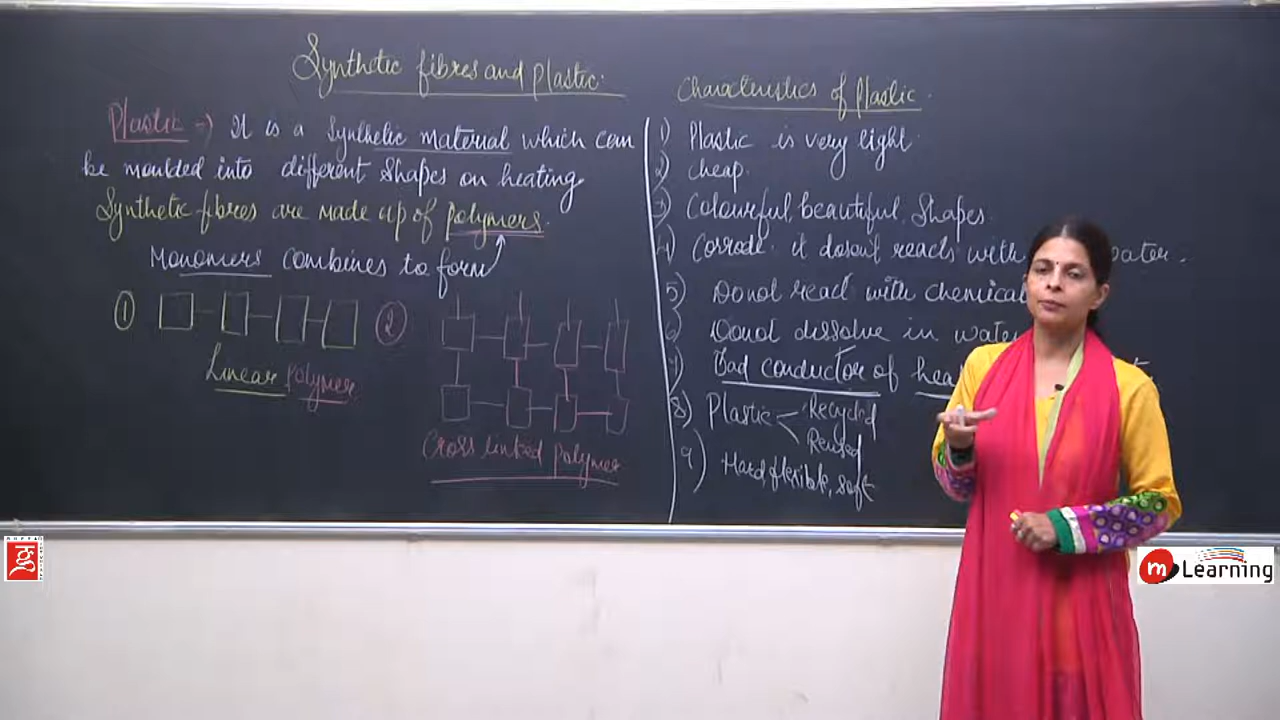 Synthetic fibres and plastic.
Plastic → It is a synthetic material which can
be moulded into different shapes on heating.
Synthetic fibres are made up of polymers.
Monomers combines to form
1
2
Linear polymer
Cross linked polymer
Characteristics of Plastic.
1) Plastic is very light
2) cheap.
3) Colourful, beautiful. Shapes
4) Corrode. it doesn't reacts with water.
5) Donot react with chemical
6) Donot dissolve in water
7) Bad conductor of hea
8) Plastic Recycled
Reused
9) Hard, flexible, soft
m Learning